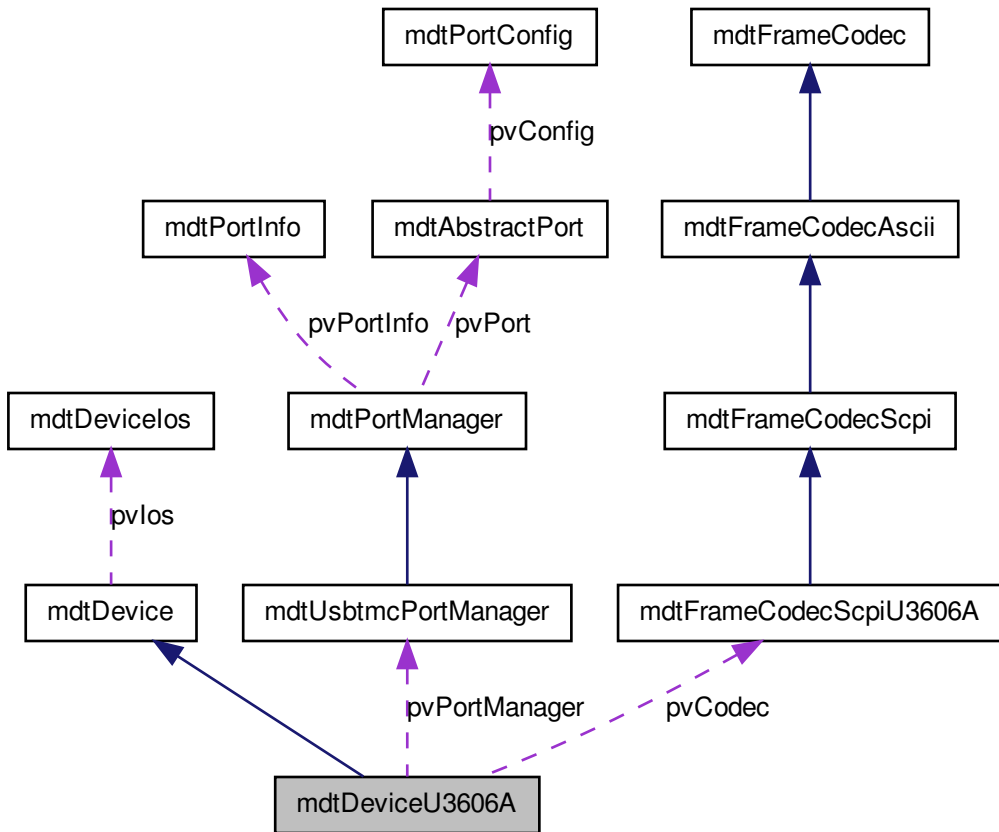 mdtPortConfig
mdtFrameCodec
pvConfig
mdtPortInfo
mdtAbstractPort
mdtFrameCodecAscii
pvPortInfo
pvPort
mdtDeviceIos
mdtPortManager
mdtFrameCodecScpi
pvIos
mdtDevice
mdtUsbtmcPortManager
mdtFrameCodecScpiU3606A
pvPortManager
pvCodec
mdtDeviceU3606A